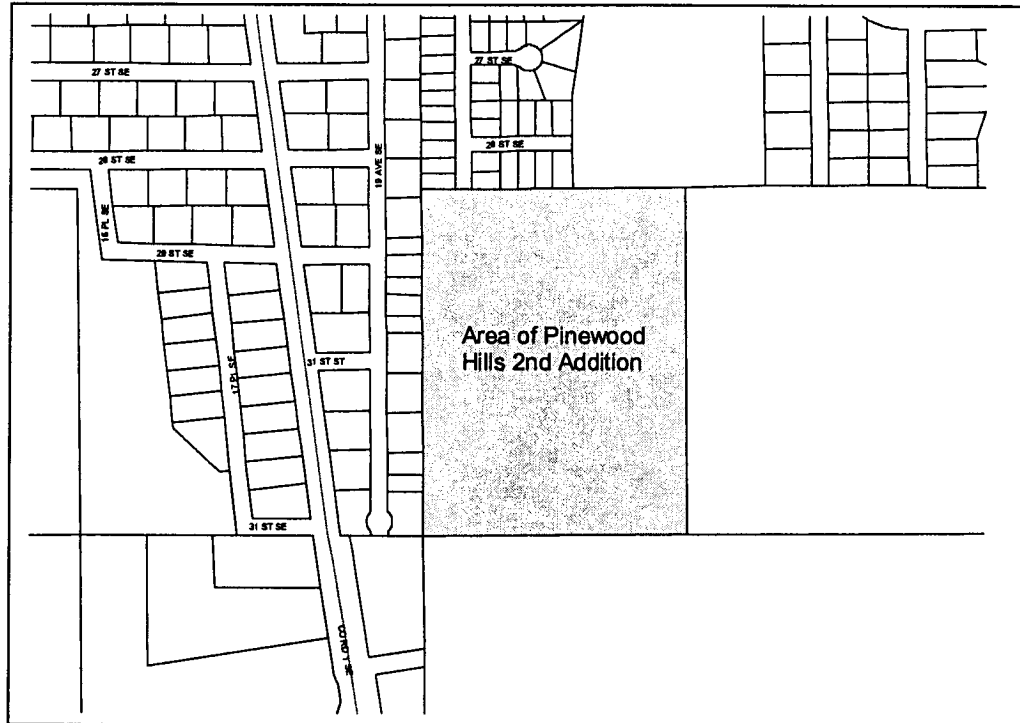 27 ST SE
27 ST SE
28 ST SE
28 ST SE
19 AVE SE
16 PL SE
29 ST SE
Area of Pinewood
Hills 2nd Addition
31 ST ST
17 PL SE
31 ST SE